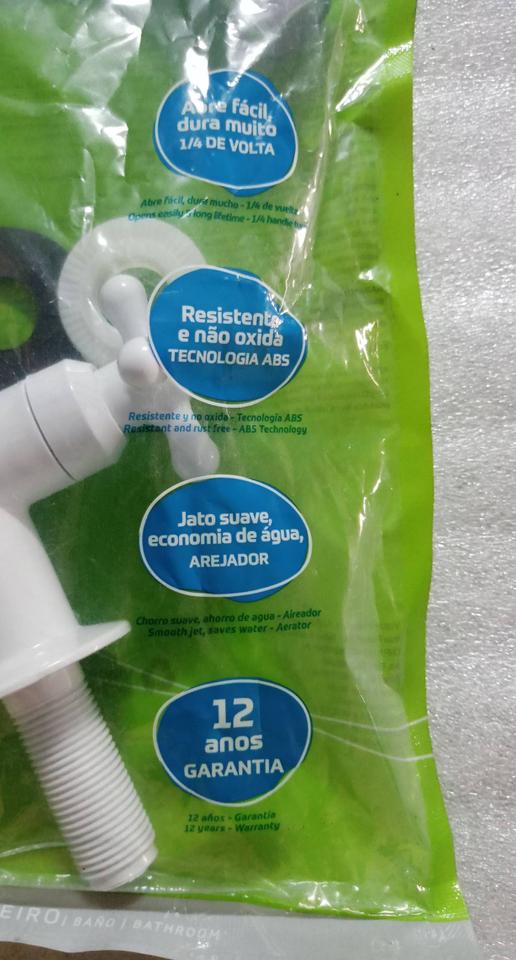 Abre fácil,
dura muito
1/4 DE VOLTA
Abre fácil, dura mucho - 1/4 de vuelta
Opens easily & long lifetime - 1/4 handle
Resistente
e não oxida
TECNOLOGIA ABS
Resistente y no oxida - Tecnología ABS
Resistant and rust free - ABS Technology
Jato suave,
economia de água,
AREJADOR
Chorro suave, ahorro de agua - Aireador
Smooth jet, saves water - Aerator
12
anos
GARANTIA
12 años - Garantía
12 years - Warranty
EIRO | BAÑO | BATHROOM